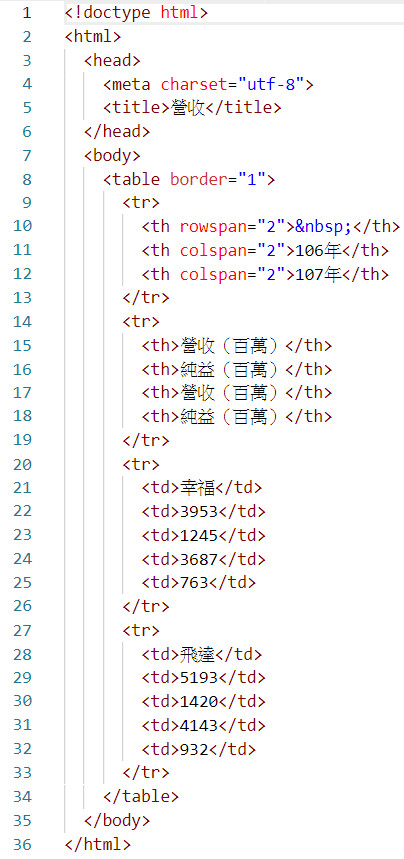 1 <!doctype html>
2 <html>
3 <head>
4 <meta charset="utf-8">
5 <title>營收</title>
6 </head>
7 <body>
8 <table border="1">
9 <tr>
10 <th rowspan="2">&nbsp;</th>
11 <th colspan="2">106年</th>
12 <th colspan="2">107年</th>
13 </tr>
14 <tr>
15 <th>營收（百萬）</th>
16 <th>純益（百萬）</th>
17 <th>營收（百萬）</th>
18 <th>純益（百萬）</th>
19 </tr>
20 <tr>
21 <td>幸福</td>
22 <td>3953</td>
23 <td>1245</td>
24 <td>3687</td>
25 <td>763</td>
26 </tr>
27 <tr>
28 <td>飛達</td>
29 <td>5193</td>
30 <td>1420</td>
31 <td>4143</td>
32 <td>932</td>
33 </tr>
34 </table>
35 </body>
36 </html>